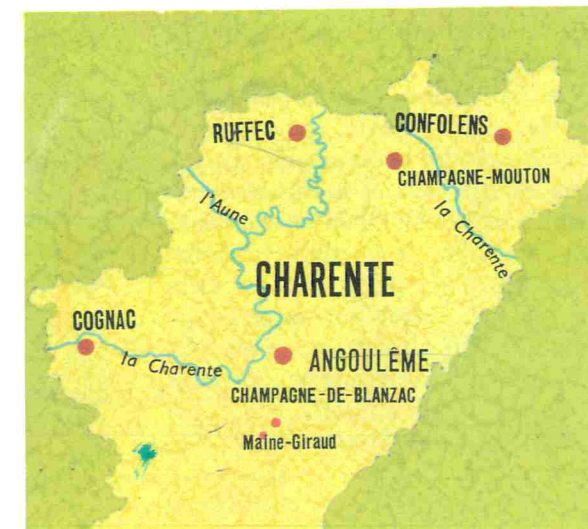 RUFFEC
CONFOLENS
CHAMPAGNE-MOUTON
l'Aune
la Charente
CHARENTE
COGNAC
la Charente
ANGOULÊME
CHAMPAGNE-DE-BLANZAC
Maine-Giraud